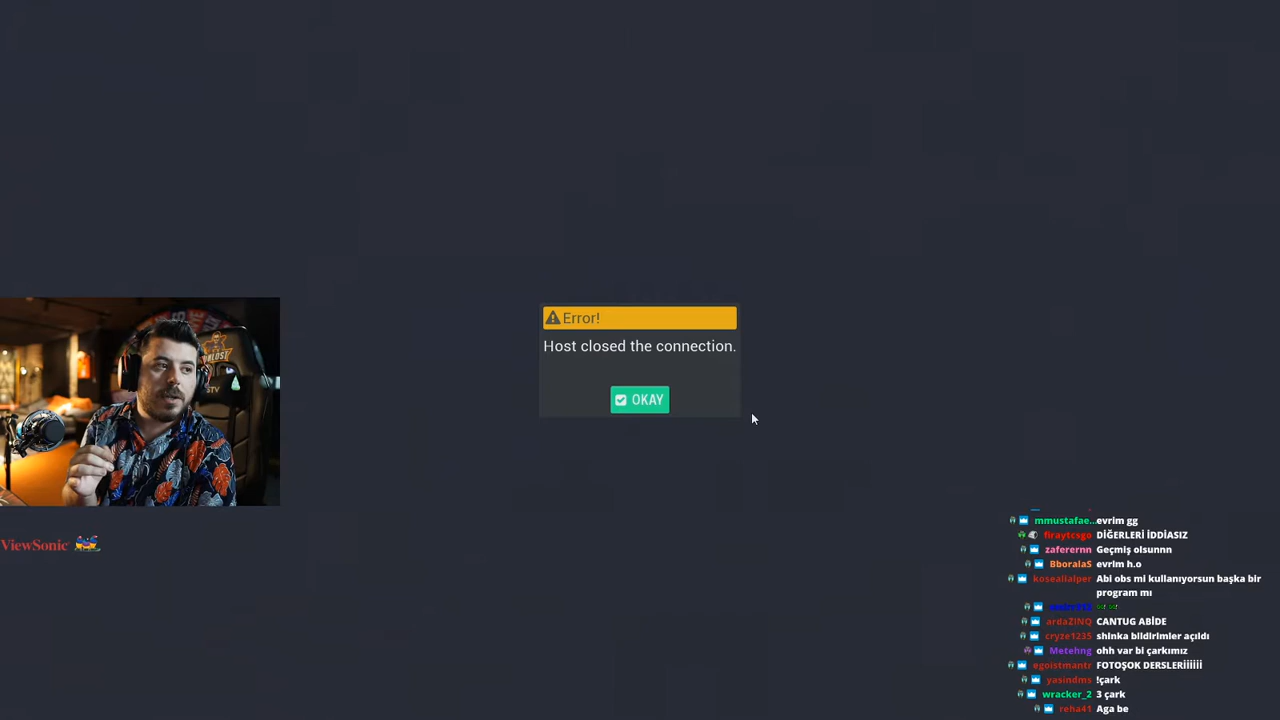 Error!
Host closed the connection.
OKAY
STV
ViewSonic
mmustafae... evrim gg
firaytcsgo DİĞERLERİ İDDİASIZ
zaferernn Geçmiş olsunnn
BboralaS evrim h.o
kosealialper Abi obs mi kullanıyorsun başka bir
program mı
ardaZINQ CANTUG ABİDE
cryze1235 shinka bildirimler açıldı
Metehng ohh var bi çarkımız
egoistmantr FOTOŞOK DERSLERİİİİİİİ
yasindms !çark
wracker_2 3 çark
reha41 Aga be